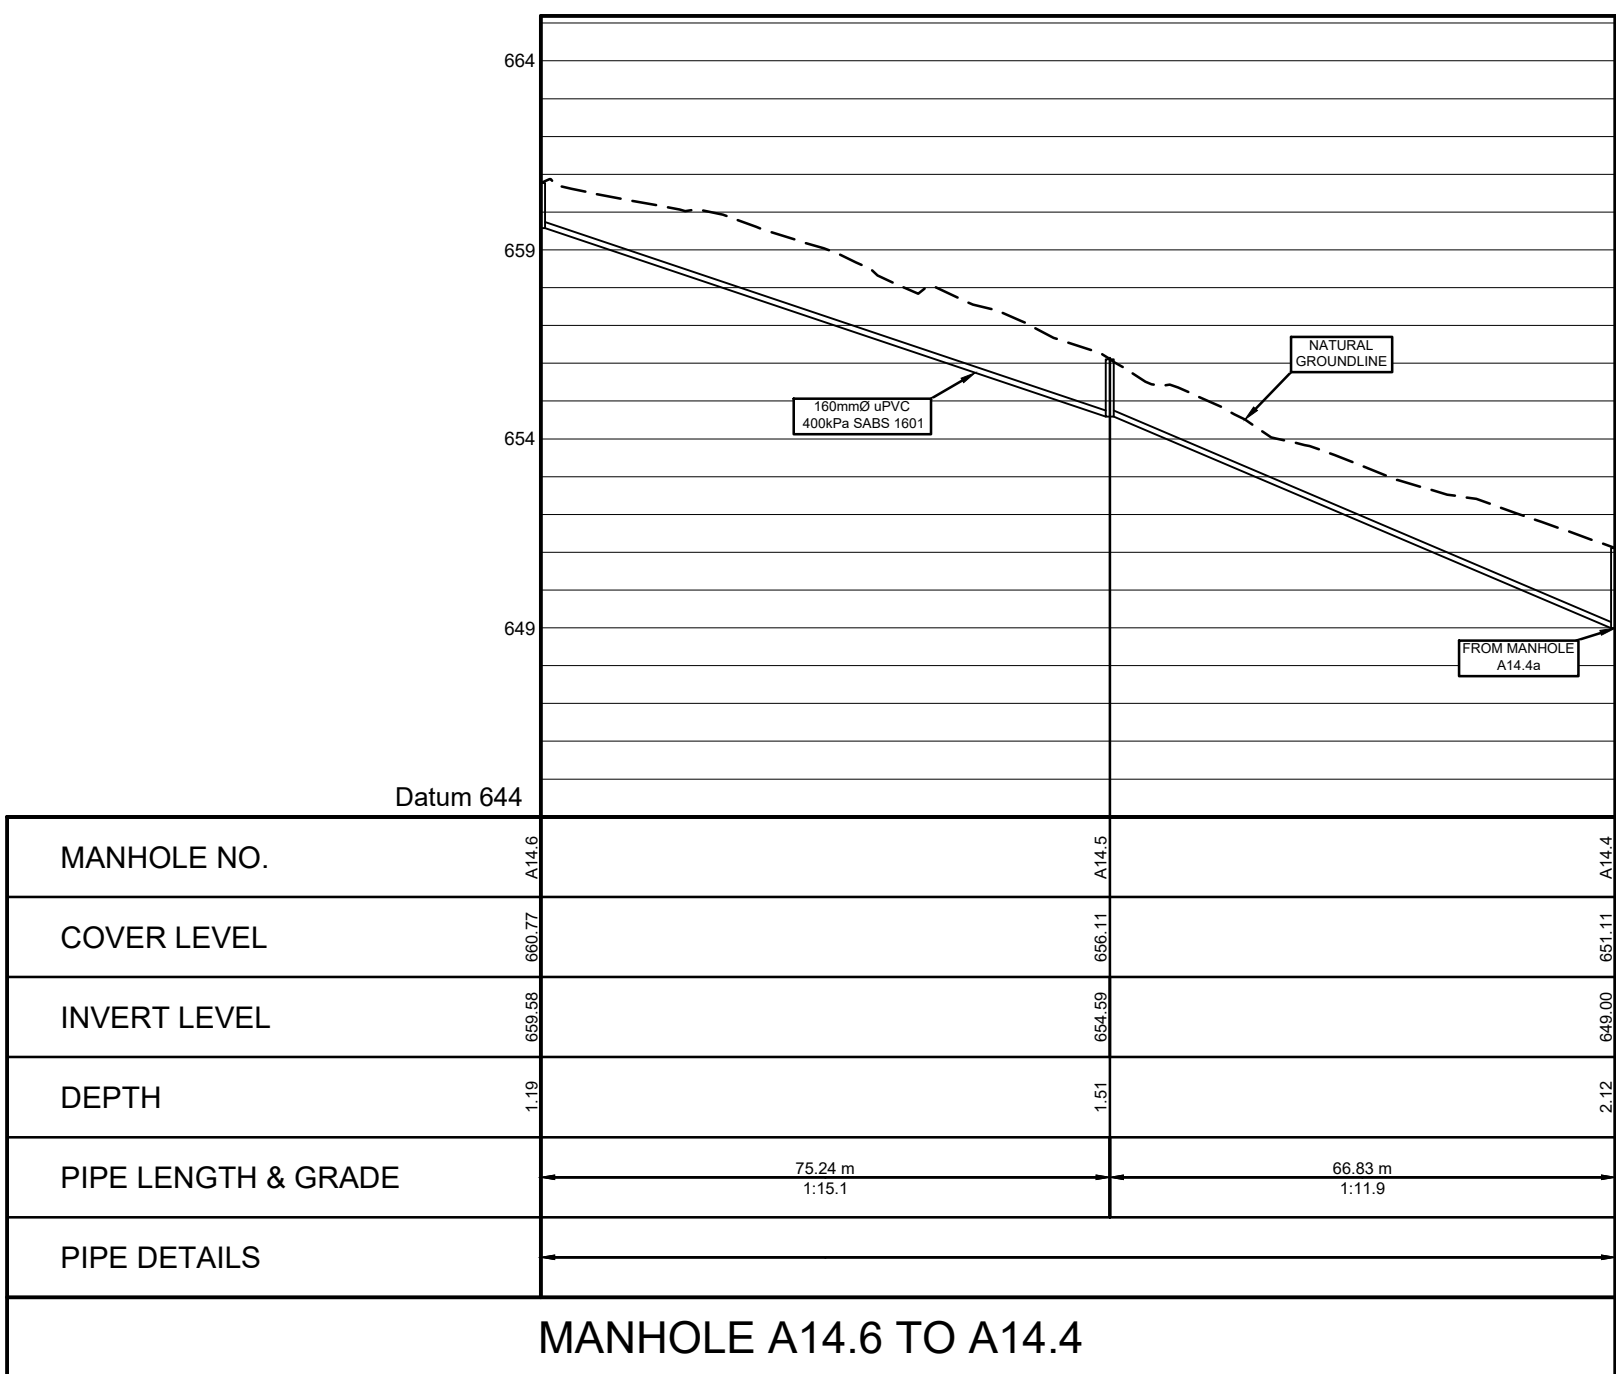 664
659
NATURAL
GROUNDLINE
160mmØ uPVC
400kPa SABS 1601
654
649
FROM MANHOLE
A14.4a
Datum 644
MANHOLE NO. A14.6 A14.5 A14.4
COVER LEVEL 660.77 656.11 651.11
INVERT LEVEL 659.58 654.59 649.00
DEPTH 1.19 1.51 2.12
PIPE LENGTH & GRADE
75.24 m 66.83 m
1:15.1 1:11.9
PIPE DETAILS
MANHOLE A14.6 TO A14.4